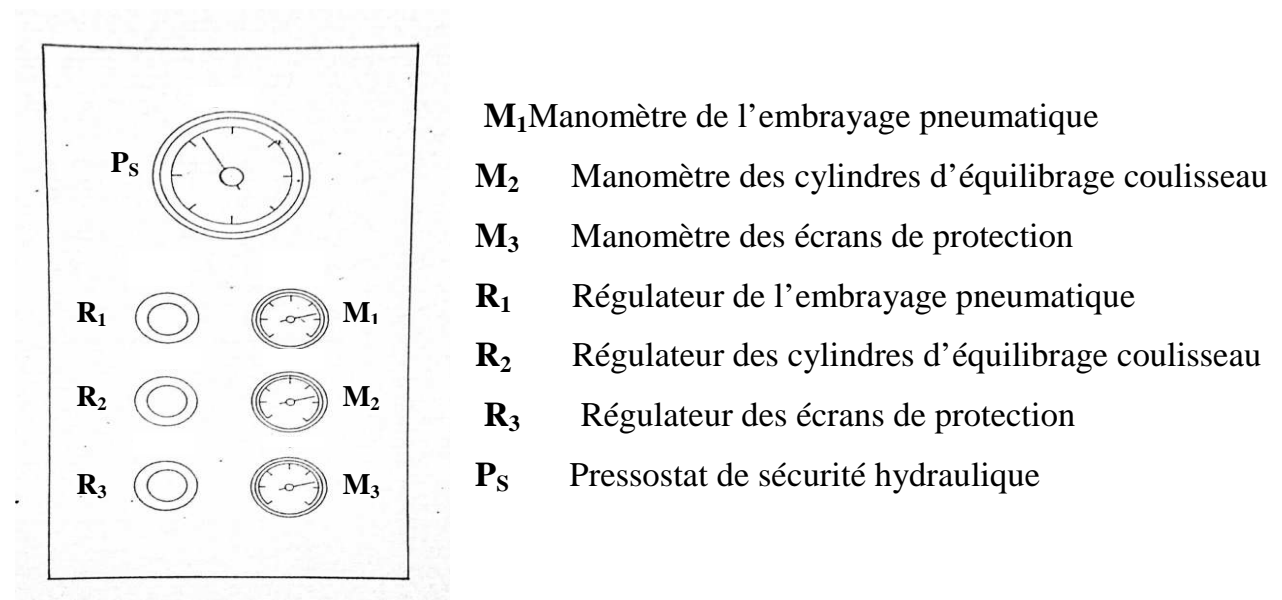 P_S
R₁ M₁
R₂ M₂
R₃ M₃
M₁Manomètre de l’embrayage pneumatique
M₂ Manomètre des cylindres d’équilibrage coulisseau
M₃ Manomètre des écrans de protection
R₁ Régulateur de l’embrayage pneumatique
R₂ Régulateur des cylindres d’équilibrage coulisseau
R₃ Régulateur des écrans de protection
P_S Pressostat de sécurité hydraulique